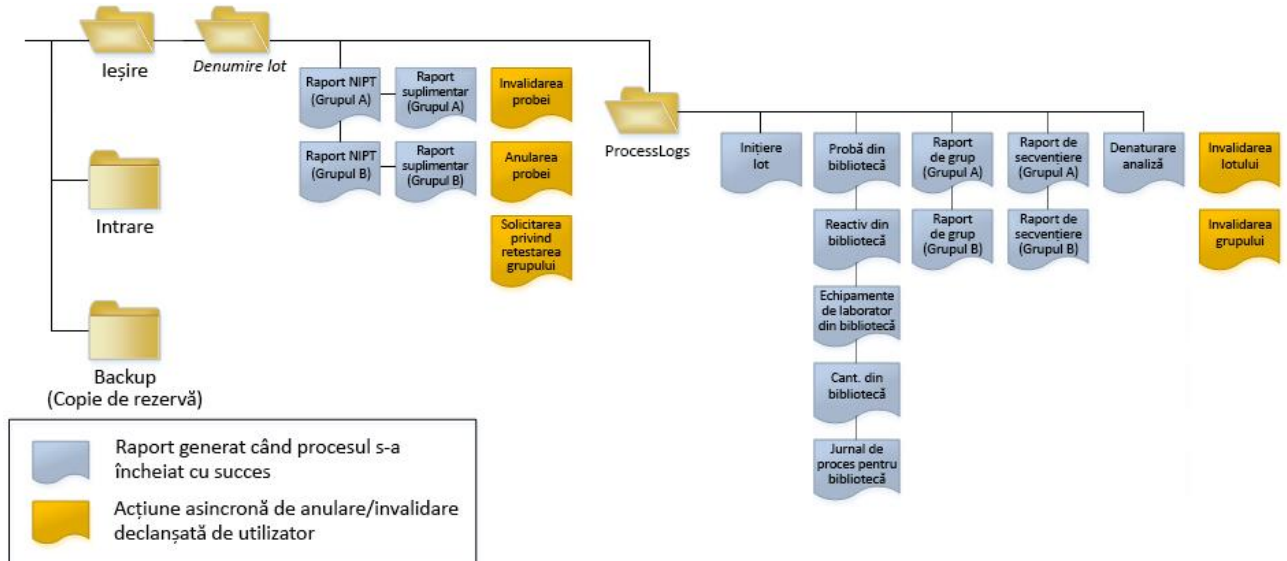 Ieșire
Denumire lot
Raport NIPT
(Grupul A)
Raport
suplimentar
(Grupul A)
Invalidarea
probei
Raport NIPT
(Grupul B)
Raport
suplimentar
(Grupul B)
Anularea
probei
Solicitarea
privind
retestarea
grupului
ProcessLogs
Inițiere
lot
Probă din
bibliotecă
Raport
de grup
(Grupul A)
Raport de
secvențiere
(Grupul A)
Denaturare
analiză
Invalidarea
lotului
Reactiv din
bibliotecă
Raport
de grup
(Grupul B)
Raport de
secvențiere
(Grupul B)
Invalidarea
grupului
Echipamente
de laborator
din bibliotecă
Cant. din
bibliotecă
Jurnal de
proces pentru
bibliotecă
Intrare
Backup
(Copie de rezervă)
Raport generat când procesul s-a
încheiat cu succes
Acțiune asincronă de anulare/invalidare
declanșată de utilizator